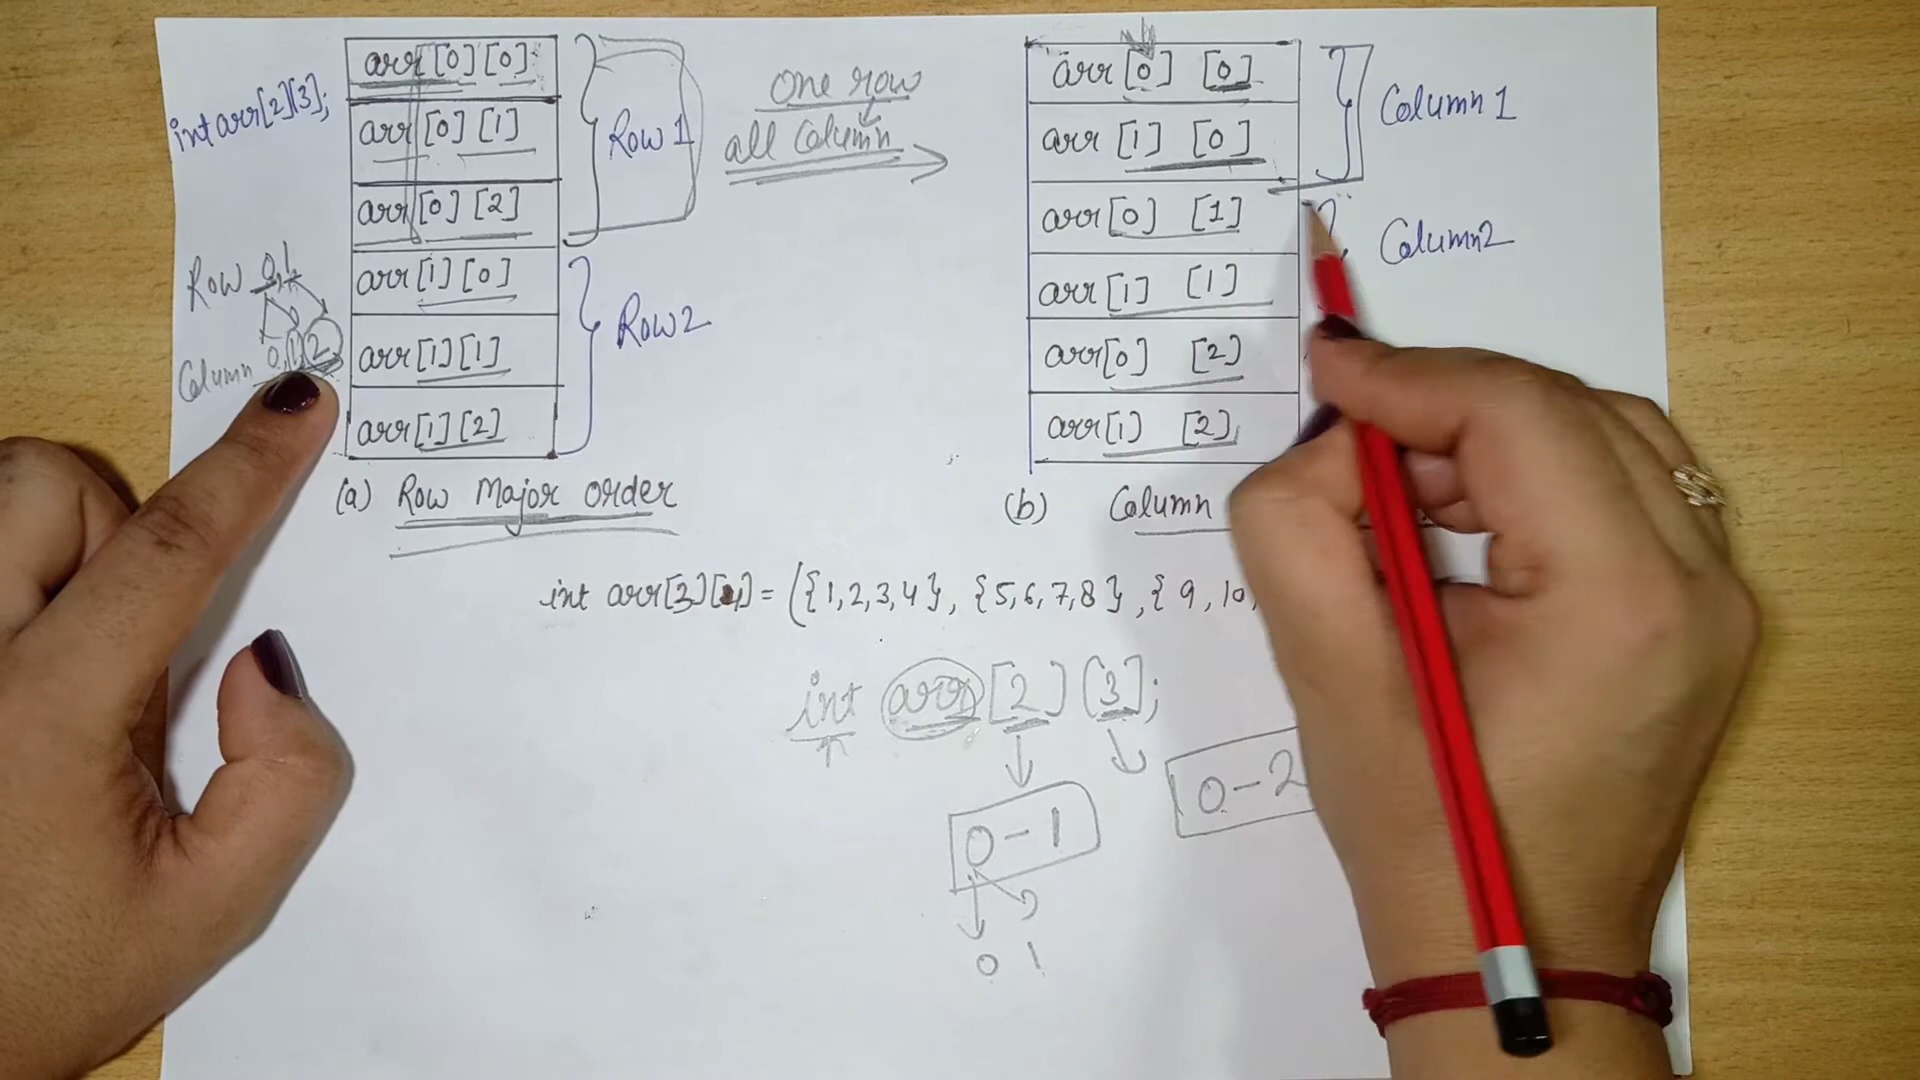 int arr[2][3];
arr[0][0]
arr[0][1]
arr[0][2]
arr[1][0]
arr[1][1]
arr[1][2]
Row 1
Row 2
Row 0,1
Column 0,1,2
(a) Row Major Order
One row
all Column
arr[0] [0]
arr[1] [0]
arr[0] [1]
arr[1] [1]
arr[0] [2]
arr[1] [2]
Column 1
Column 2
(b) Column
int arr[3][4] = ({1,2,3,4}, {5,6,7,8}, {9,10,
int arr[2][3];
0-1
0-2
0 1